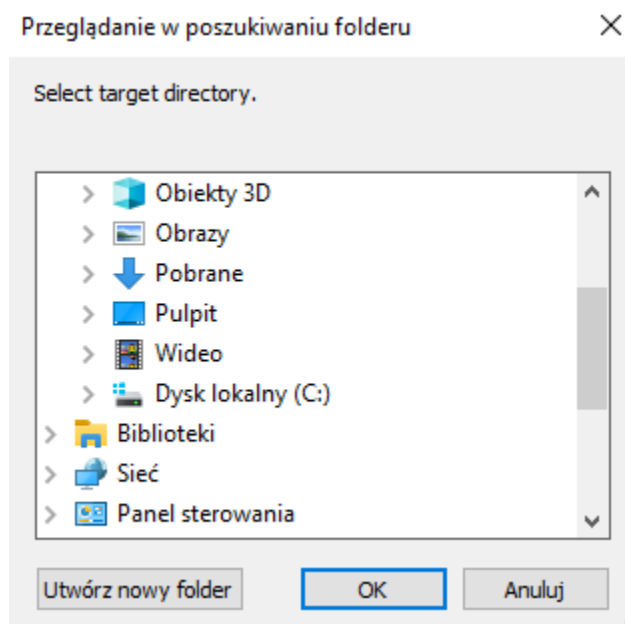 Przeglądanie w poszukiwaniu folderu
Select target directory.
Obiekty 3D
Obrazy
Pobrane
Pulpit
Wideo
Dysk lokalny (C:)
Biblioteki
Sieć
Panel sterowania
Utwórz nowy folder OK Anuluj